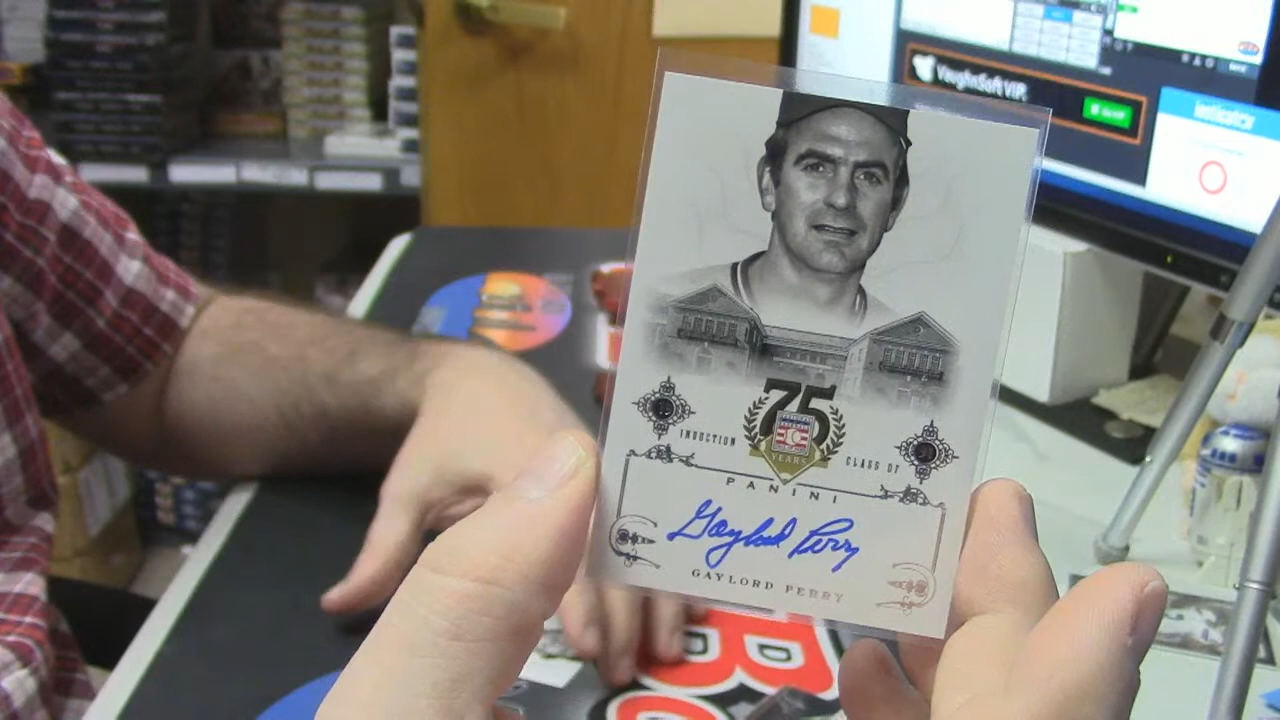 VaughnSoft VIP.
75
YEARS
INDUCTION
CLASS OF
PANINI
Gaylord Perry
GAYLORD PERRY
B